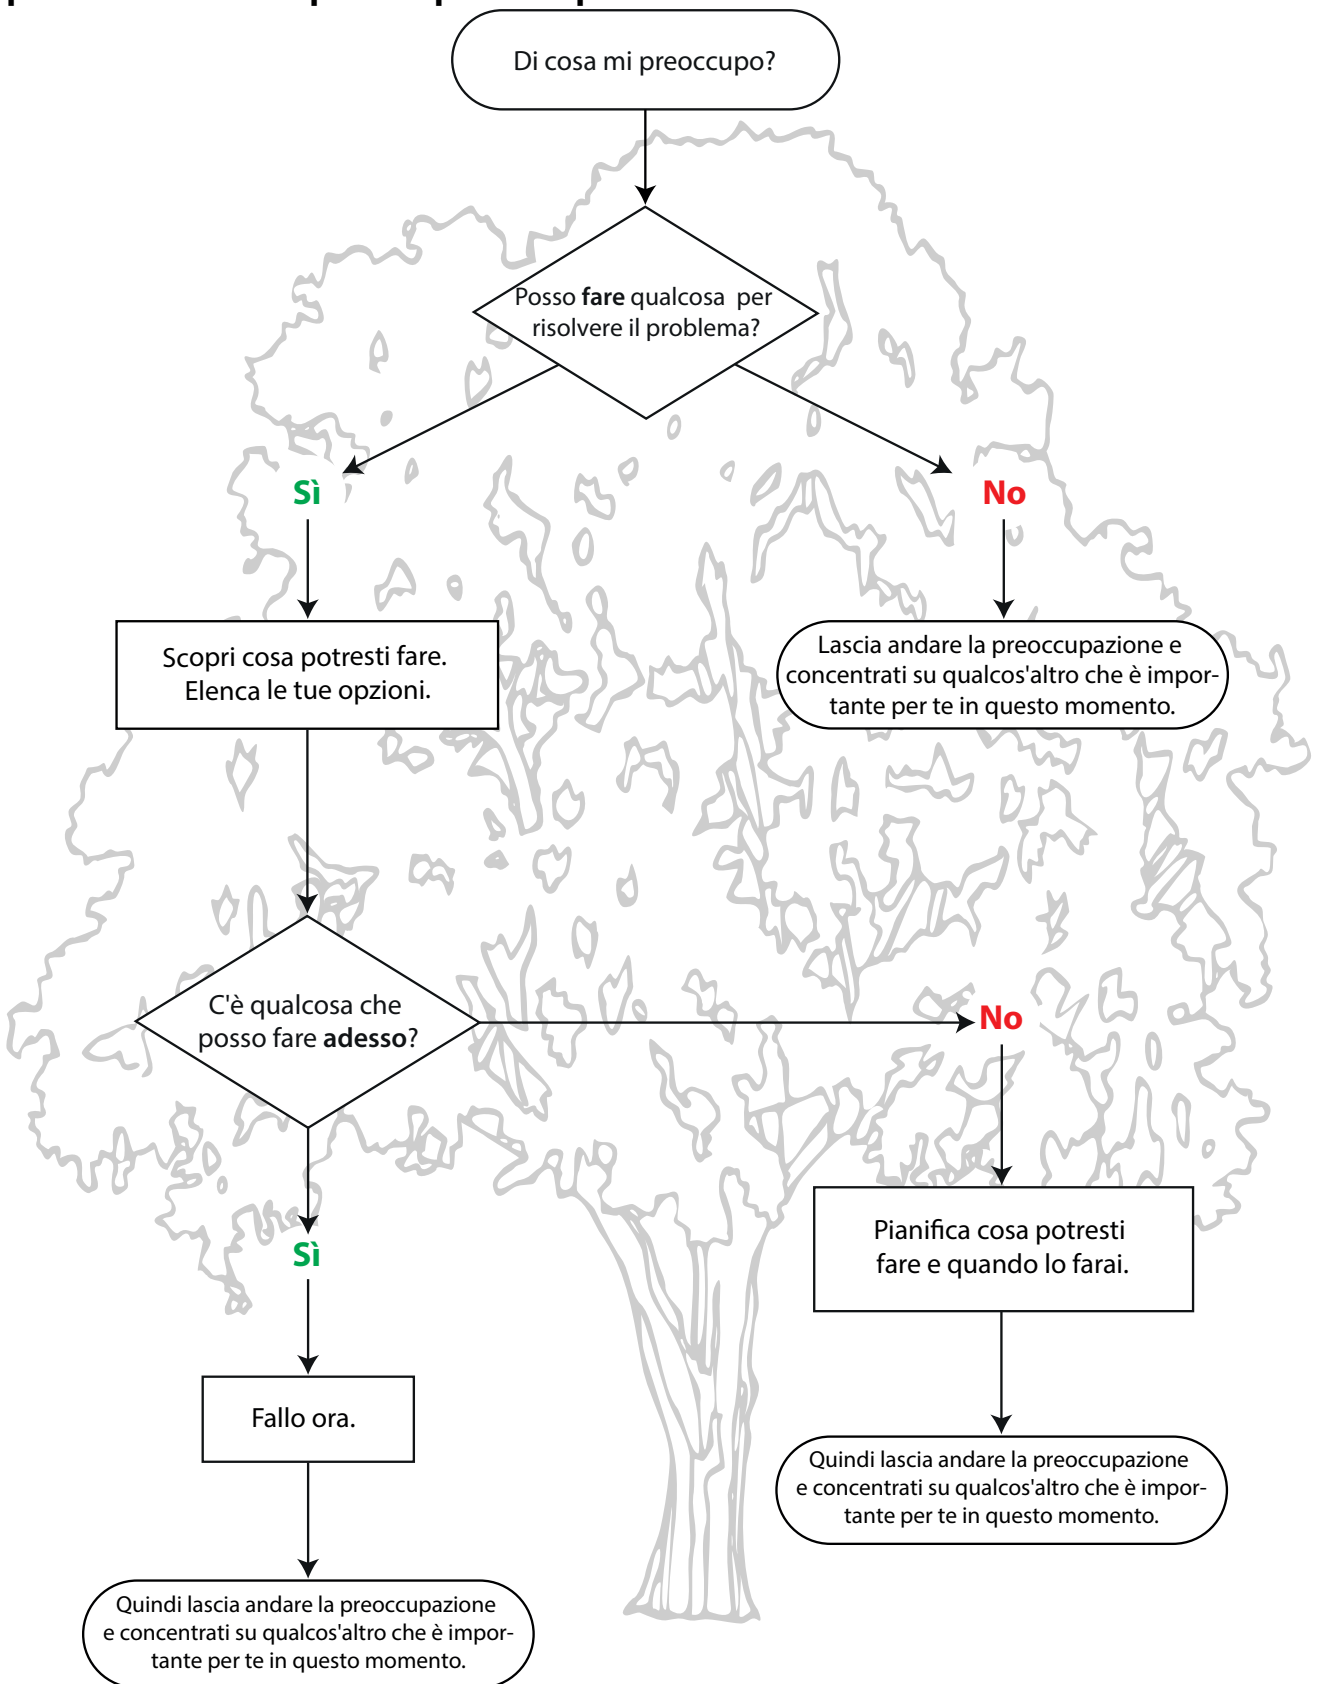 Di cosa mi preoccupo?
Posso fare qualcosa per
risolvere il problema?
Sì
No
Scopri cosa potresti fare.
Elenca le tue opzioni.
Lascia andare la preoccupazione e
concentrati su qualcos'altro che è impor-
tante per te in questo momento.
C'è qualcosa che
posso fare adesso?
No
Sì
Pianifica cosa potresti
fare e quando lo farai.
Fallo ora.
Quindi lascia andare la preoccupazione
e concentrati su qualcos'altro che è impor-
tante per te in questo momento.
Quindi lascia andare la preoccupazione
e concentrati su qualcos'altro che è impor-
tante per te in questo momento.